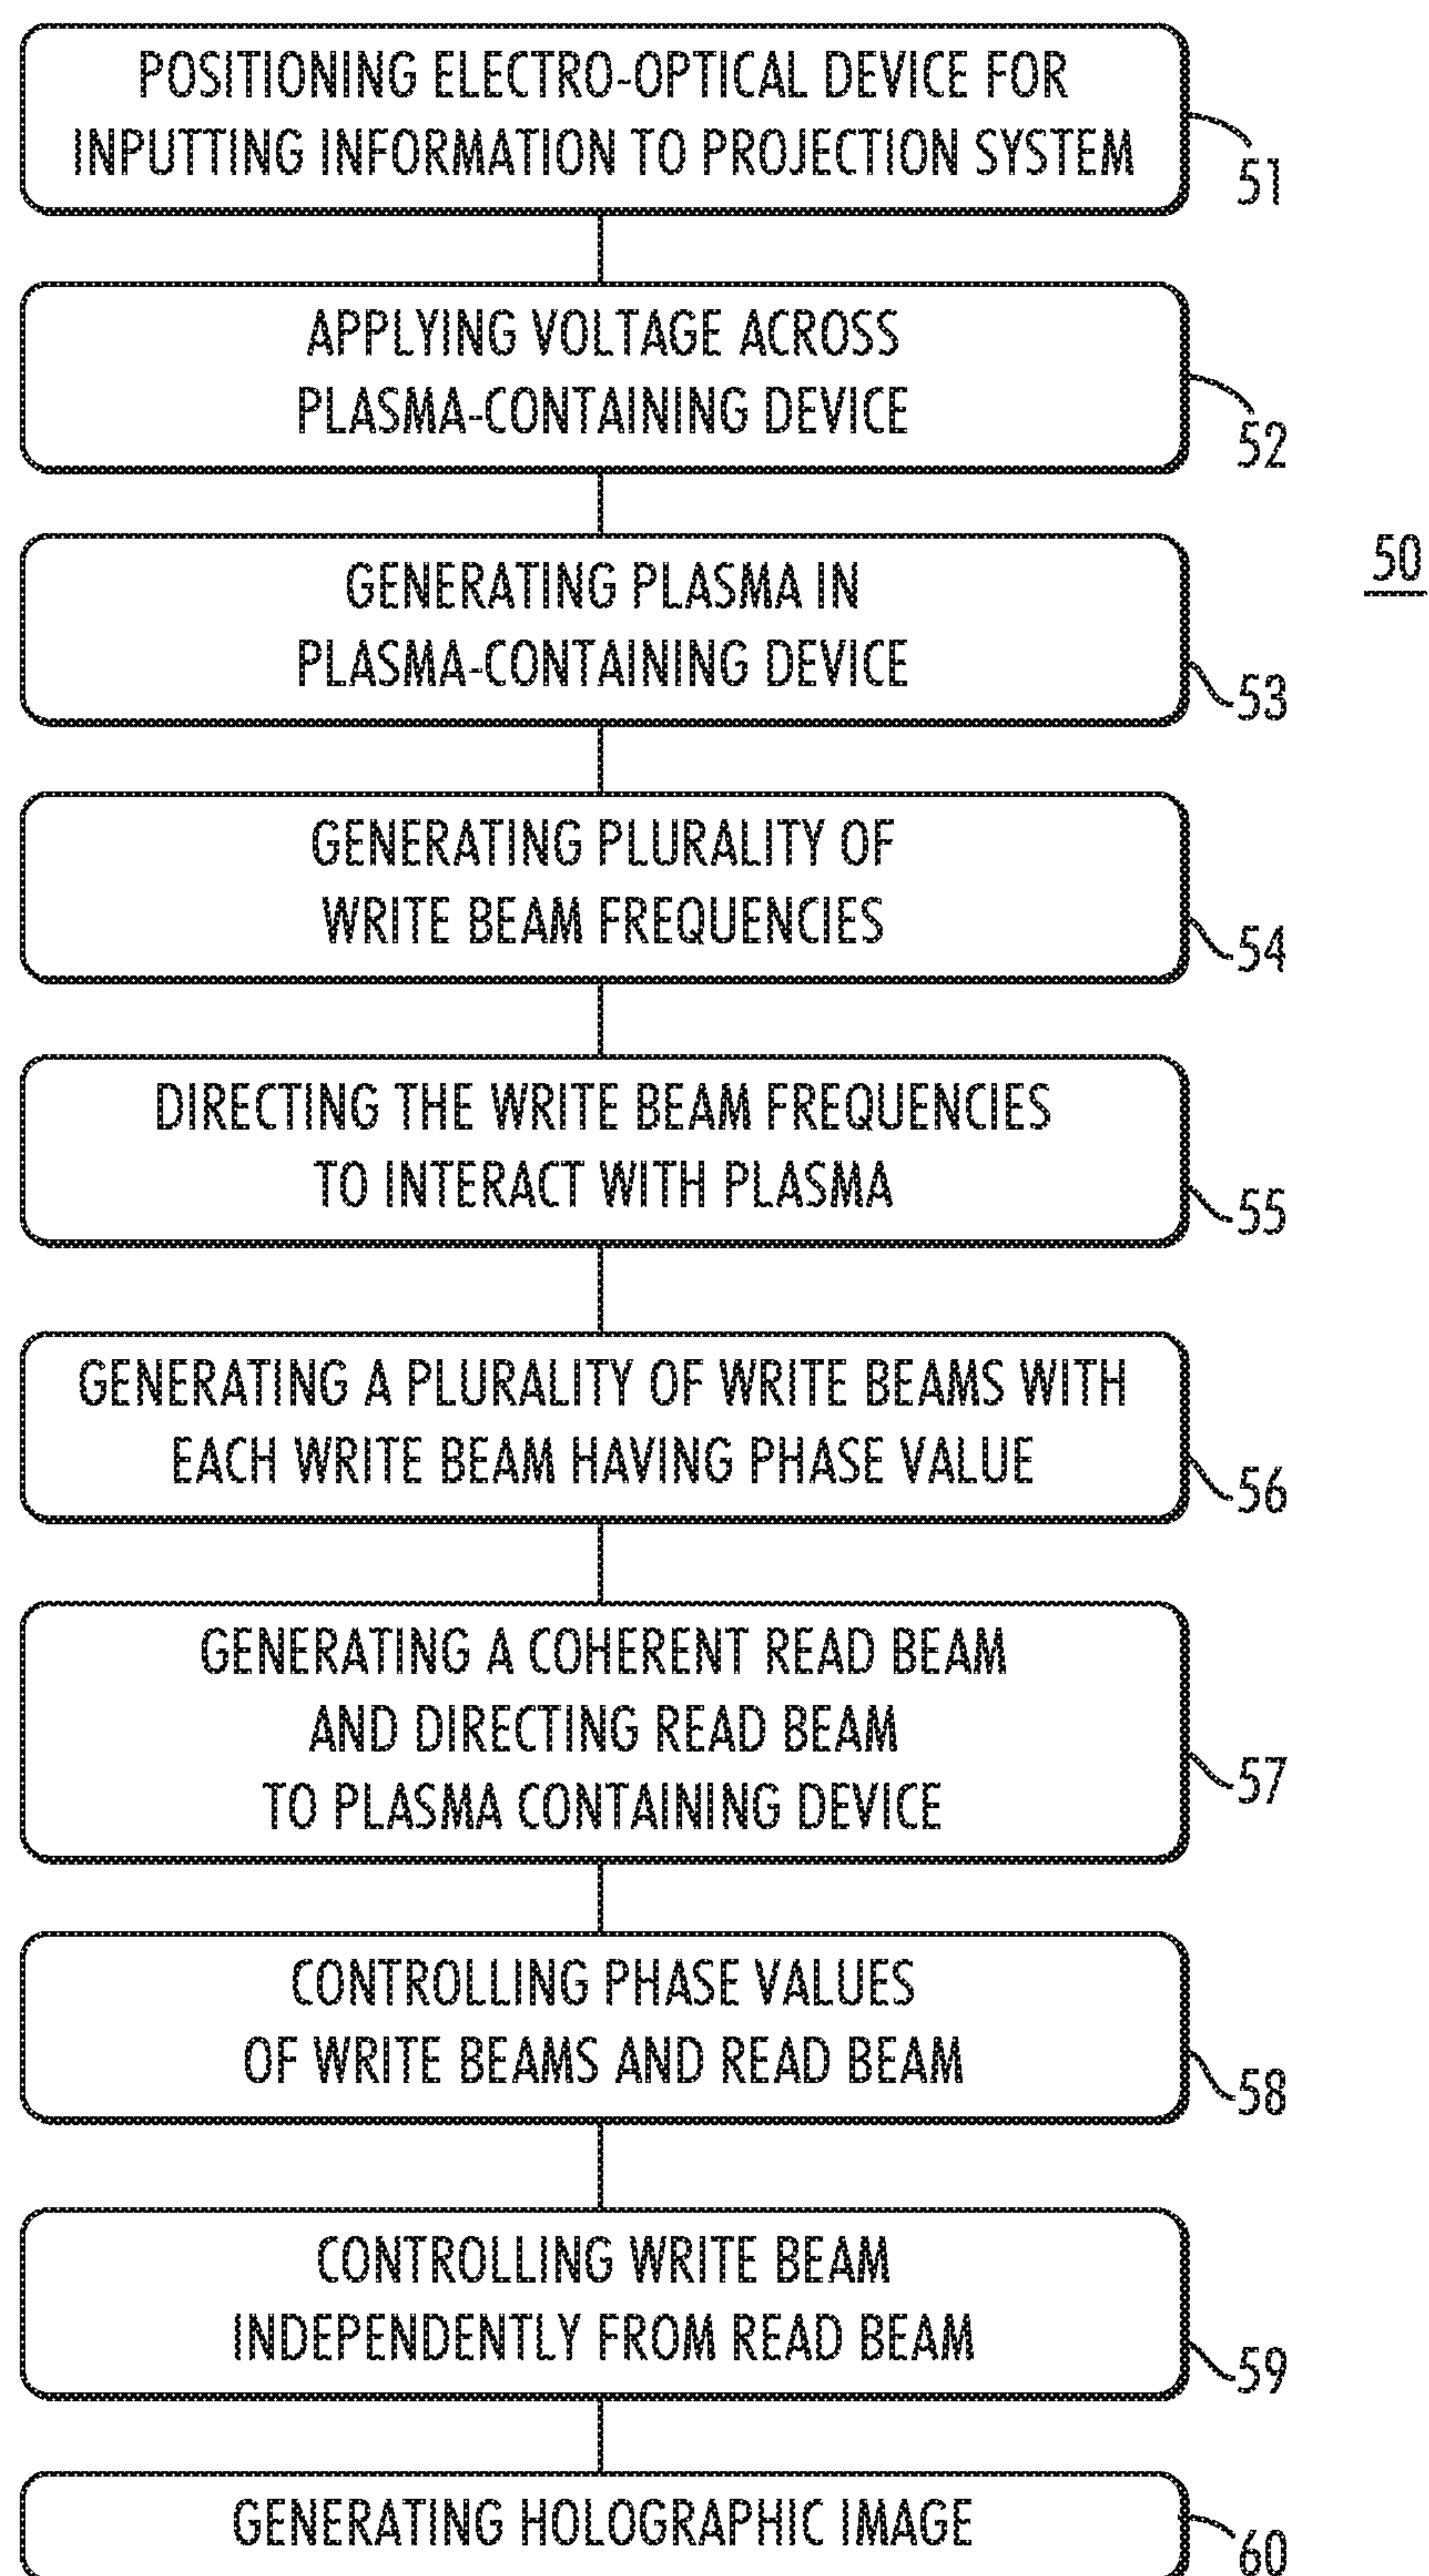 POSITIONING ELECTRO-OPTICAL DEVICE FOR
INPUTTING INFORMATION TO PROJECTION SYSTEM
51
APPLYING VOLTAGE ACROSS
PLASMA-CONTAINING DEVICE
52
50
GENERATING PLASMA IN
PLASMA-CONTAINING DEVICE
53
GENERATING PLURALITY OF
WRITE BEAM FREQUENCIES
54
DIRECTING THE WRITE BEAM FREQUENCIES
TO INTERACT WITH PLASMA
55
GENERATING A PLURALITY OF WRITE BEAMS WITH
EACH WRITE BEAM HAVING PHASE VALUE
56
GENERATING A COHERENT READ BEAM
AND DIRECTING READ BEAM
TO PLASMA CONTAINING DEVICE
57
CONTROLLING PHASE VALUES
OF WRITE BEAMS AND READ BEAM
58
CONTROLLING WRITE BEAM
INDEPENDENTLY FROM READ BEAM
59
GENERATING HOLOGRAPHIC IMAGE
60